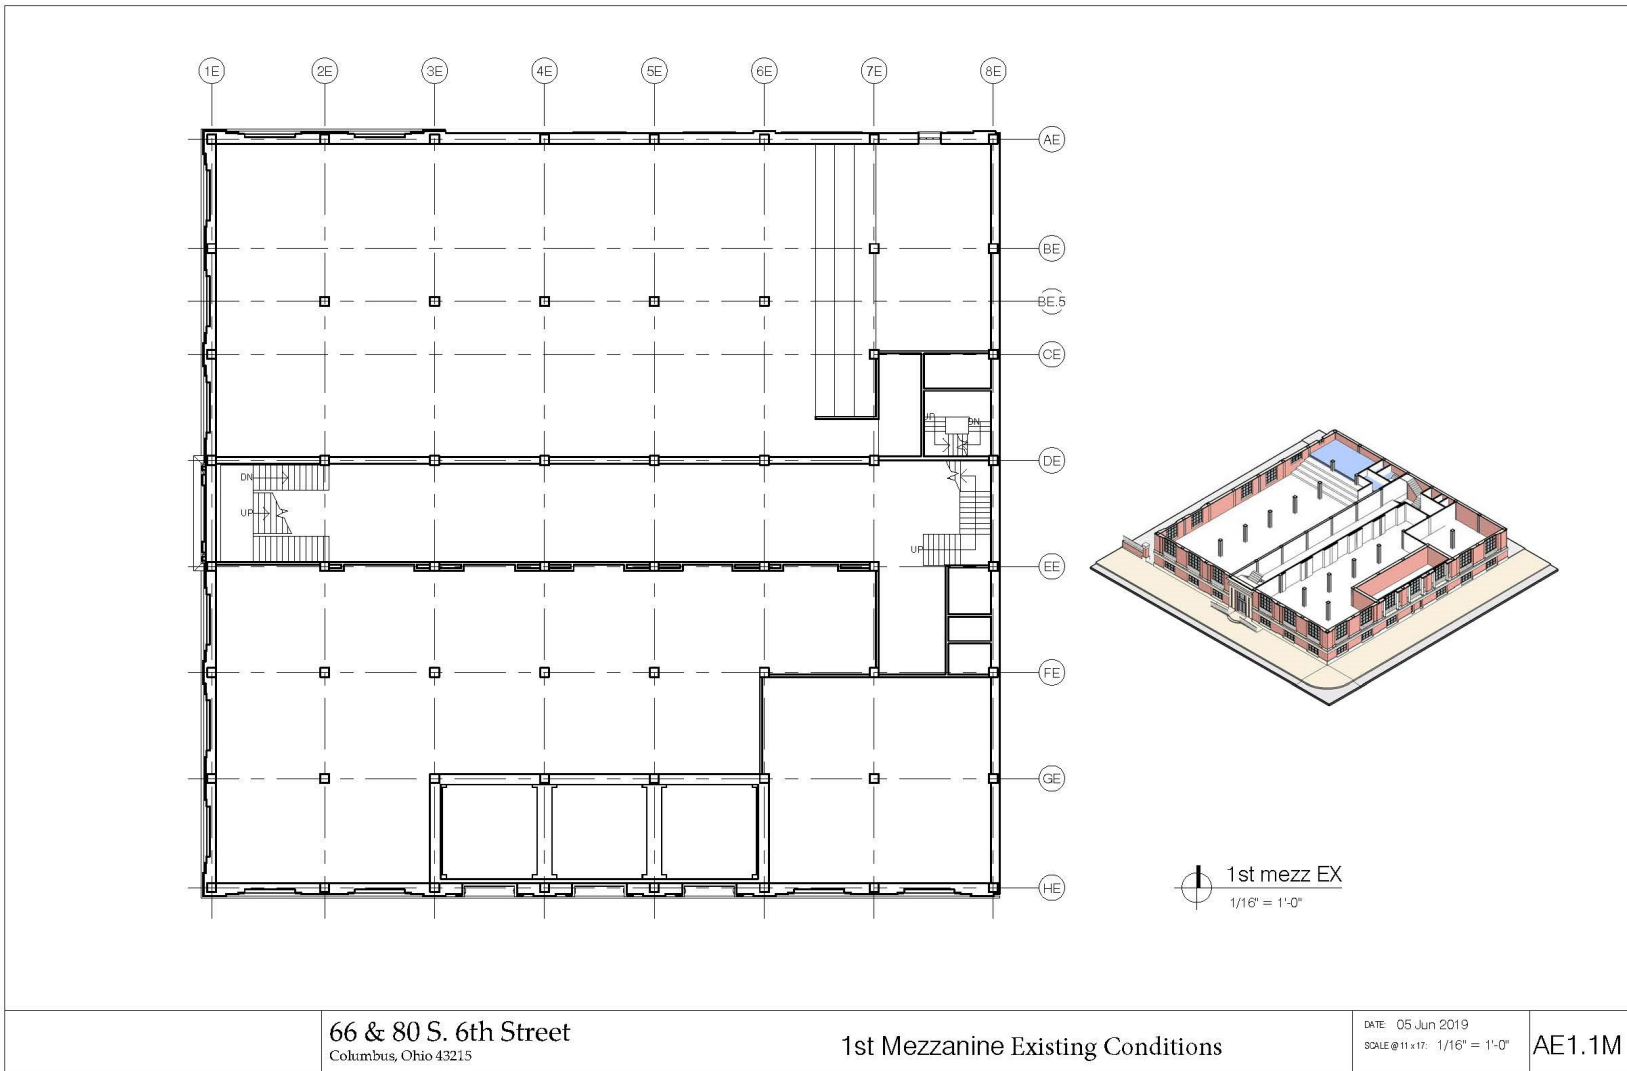 1E 2E 3E 4E 5E 6E 7E 8E
AE
BE
BE.5
CE
UP
DN
DE
DN
UP
UP
EE
FE
GE
HE
1st mezz EX
1/16" = 1'-0"
66 & 80 S. 6th Street
Columbus, Ohio 43215
1st Mezzanine Existing Conditions
DATE: 05 Jun 2019
SCALE @ 11 x 17: 1/16" = 1'-0"
AE1.1M